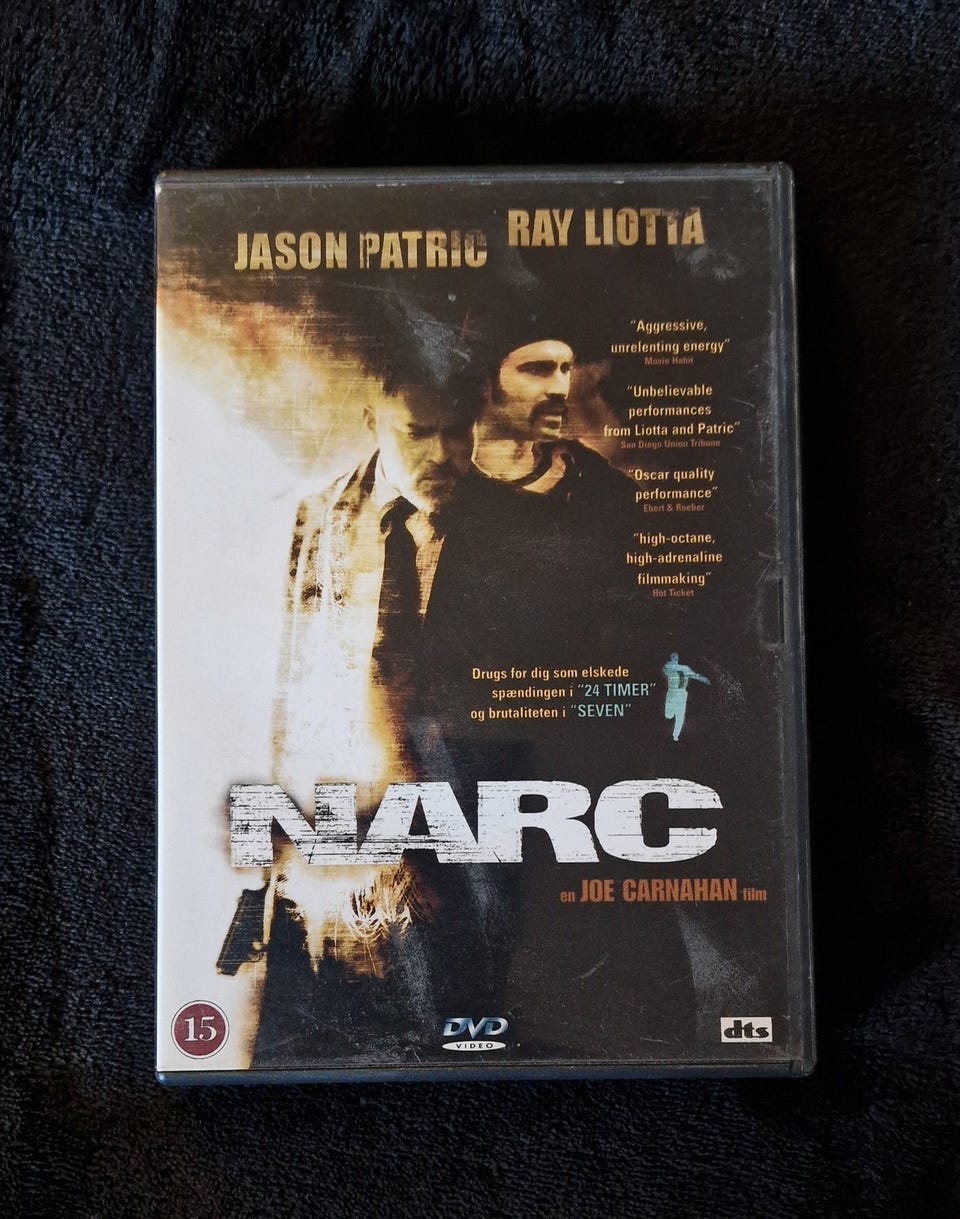 JASON PATRIC
RAY LIOTTA
"Aggressive,
unrelenting energy"
Movie Habit
"Unbelievable
performances
from Liotta and Patric"
San Diego Union Tribune
"Oscar quality
performance"
Ebert & Roeber
"high-octane,
high-adrenaline
filmmaking"
Hot Ticket
Drugs for dig som elskede
spændingen i "24 TIMER"
og brutaliteten i "SEVEN"
NARC
en JOE CARNAHAN film
15
DVD
VIDEO
dts